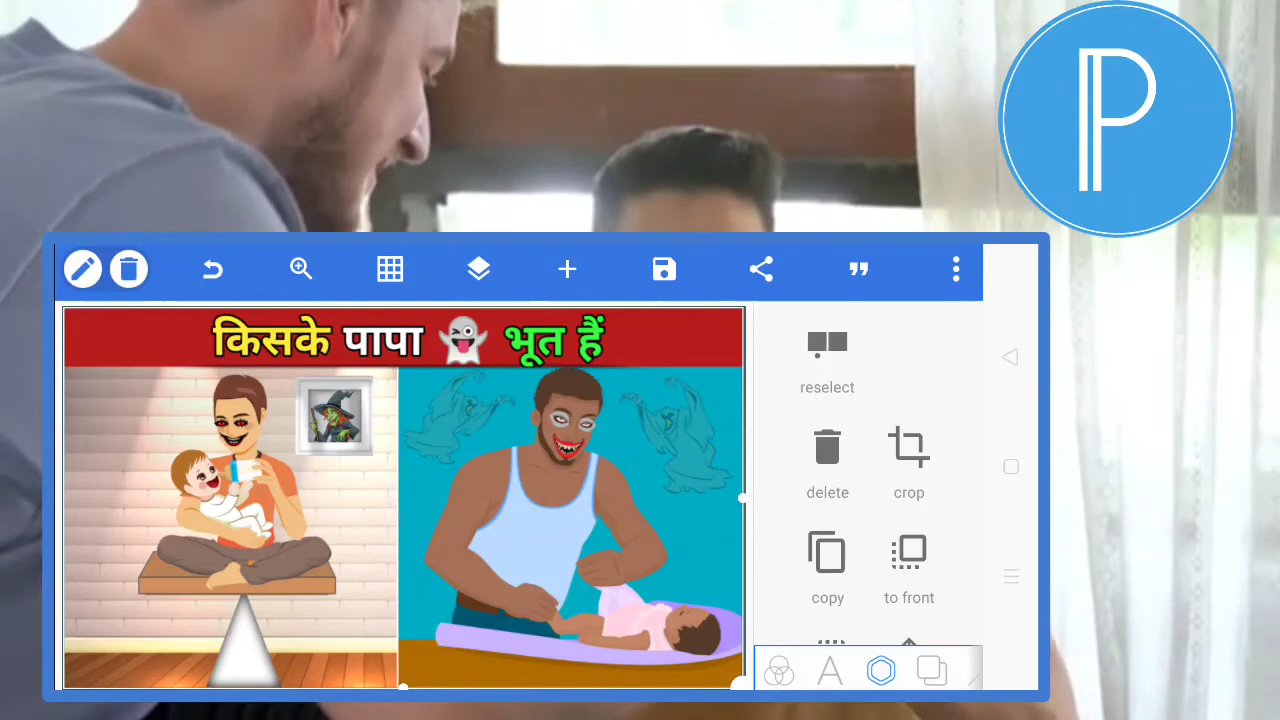 P
किसके पापा 👻 भूत हैं
reselect
delete
crop
copy
to front